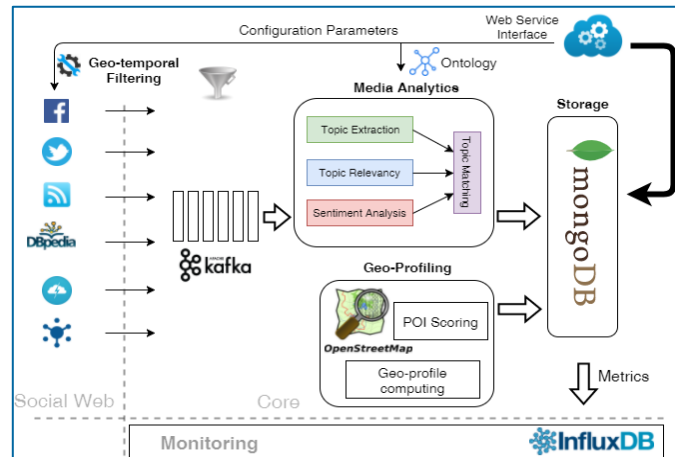 Configuration Parameters
Web Service
Interface
Geo-temporal
Filtering
Ontology
Media Analytics
Storage
Topic Extraction
Topic Relevancy
Sentiment Analysis
Topic Matching
mongoDB
DBpedia
APACHE
kafka
Geo-Profiling
POI Scoring
OpenStreetMap
Geo-profile
computing
Metrics
Social Web
Core
Monitoring
InfluxDB